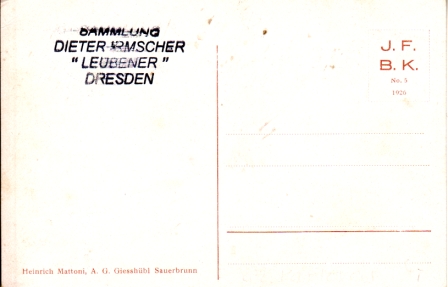 SAMMLUNG
DIETER IRMSCHER
" LEUBENER "
DRESDEN
J. F.
B. K.
No. 5
1926
Heinrich Mattoni, A. G. Giesshübl Sauerbrunn